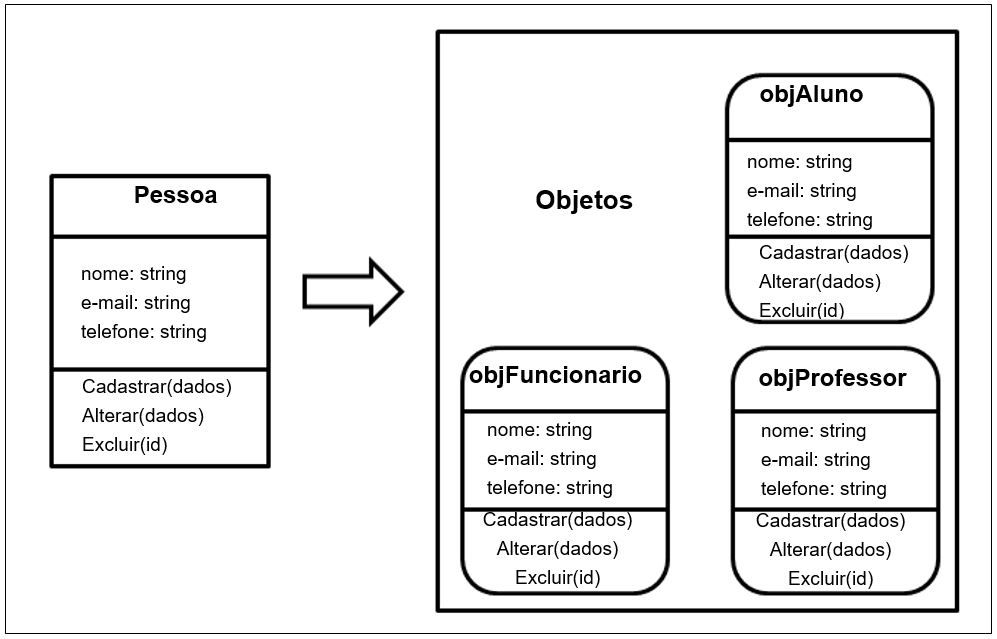 Pessoa
nome: string
e-mail: string
telefone: string
Cadastrar(dados)
Alterar(dados)
Excluir(id)
Objetos
objAluno
nome: string
e-mail: string
telefone: string
Cadastrar(dados)
Alterar(dados)
Excluir(id)
objFuncionario
nome: string
e-mail: string
telefone: string
Cadastrar(dados)
Alterar(dados)
Excluir(id)
objProfessor
nome: string
e-mail: string
telefone: string
Cadastrar(dados)
Alterar(dados)
Excluir(id)